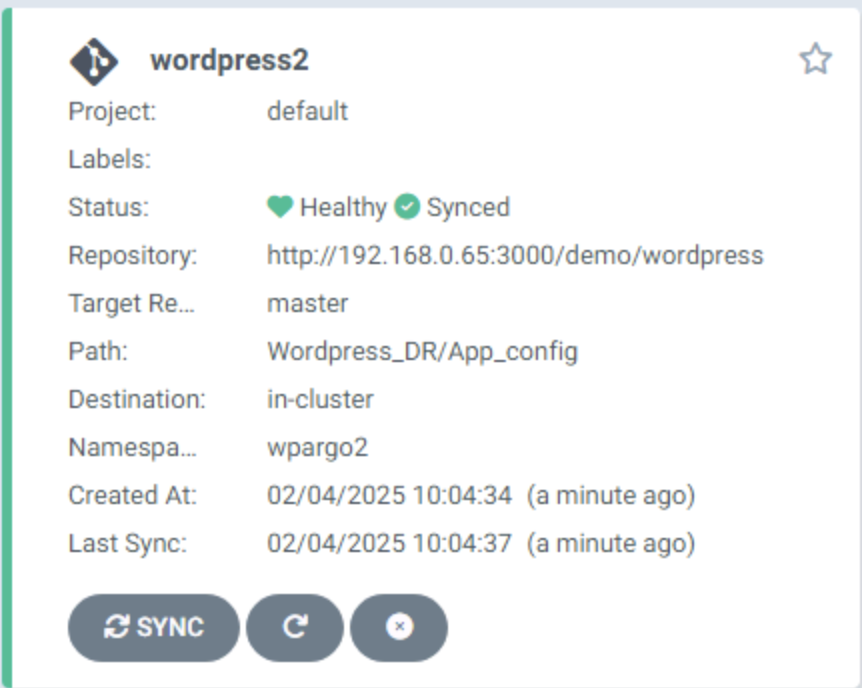 wordpress2
Project: default
Labels:
Status: Healthy Synced
Repository: http://192.168.0.65:3000/demo/wordpress
Target Re... master
Path: Wordpress_DR/App_config
Destination: in-cluster
Namespa... wpargo2
Created At: 02/04/2025 10:04:34 (a minute ago)
Last Sync: 02/04/2025 10:04:37 (a minute ago)
SYNC